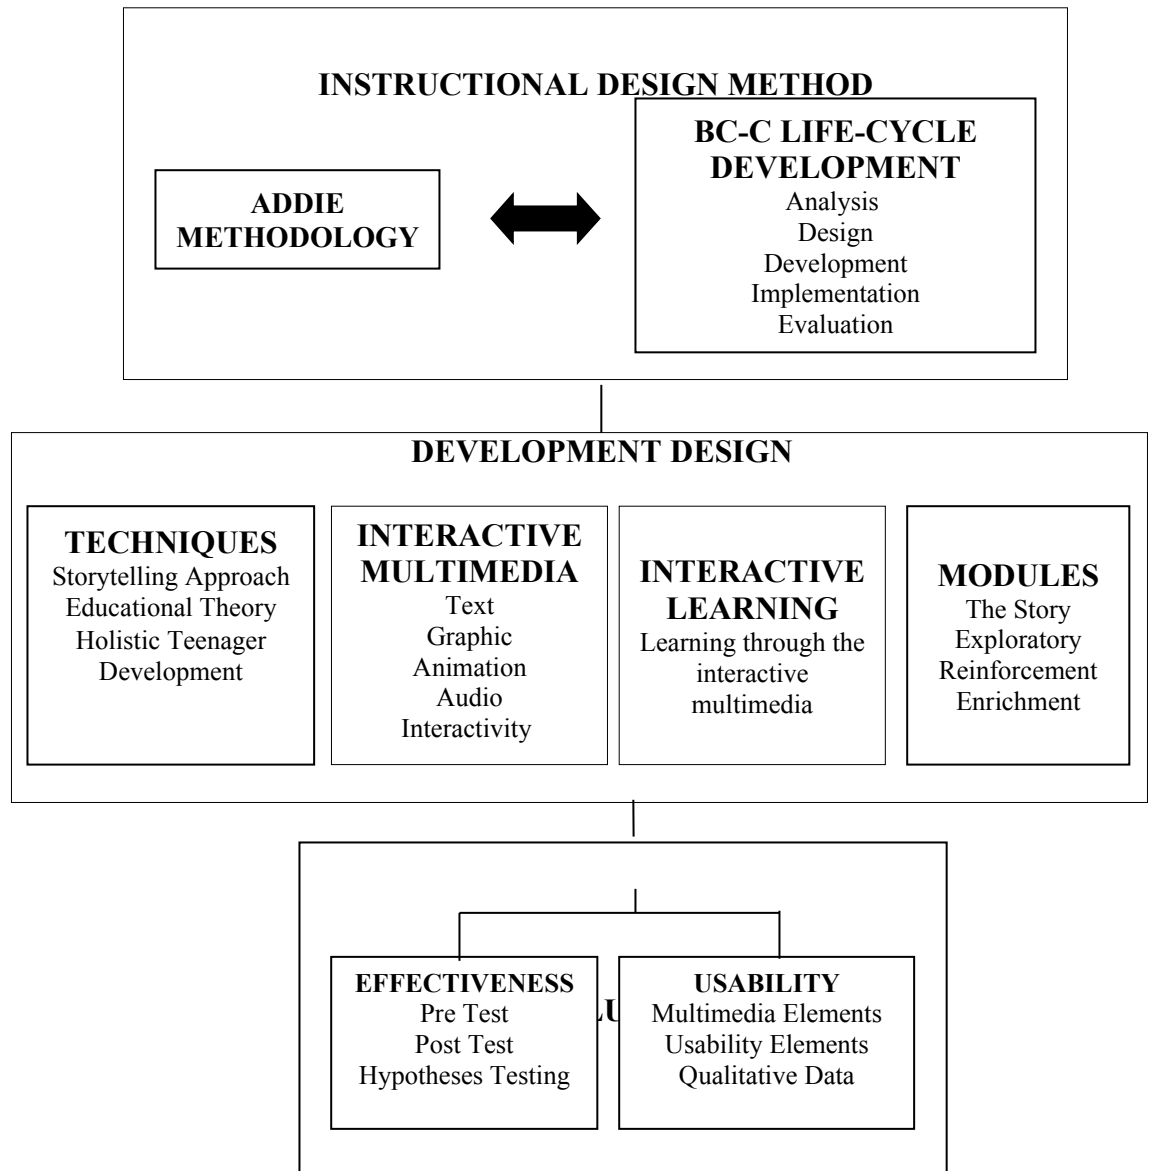 INSTRUCTIONAL DESIGN METHOD
ADDIE
METHODOLOGY
BC-C LIFE-CYCLE
DEVELOPMENT
Analysis
Design
Development
Implementation
Evaluation
DEVELOPMENT DESIGN
TECHNIQUES
Storytelling Approach
Educational Theory
Holistic Teenager
Development
INTERACTIVE
MULTIMEDIA
Text
Graphic
Animation
Audio
Interactivity
INTERACTIVE
LEARNING
Learning through the
interactive
multimedia
MODULES
The Story
Exploratory
Reinforcement
Enrichment
EFFECTIVENESS
Pre Test
Post Test
Hypotheses Testing
USABILITY
Multimedia Elements
Usability Elements
Qualitative Data